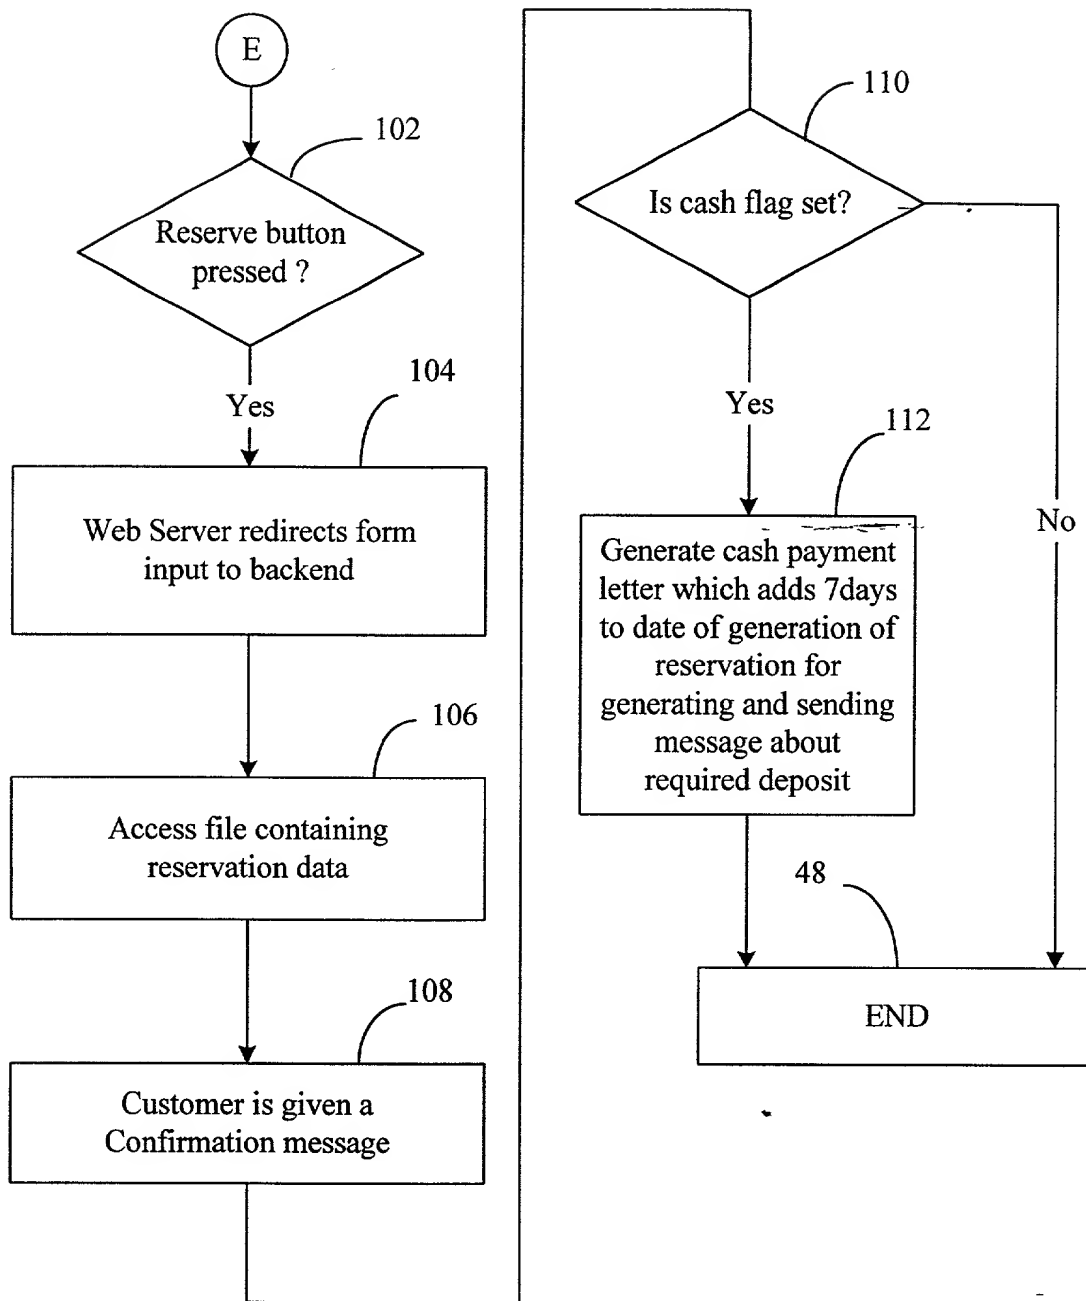 E
102
Reserve button
pressed ?
Yes
104
Web Server redirects form
input to backend
106
Access file containing
reservation data
108
Customer is given a
Confirmation message
110
Is cash flag set?
Yes
No
112
Generate cash payment
letter which adds 7days
to date of generation of
reservation for
generating and sending
message about
required deposit
48
END